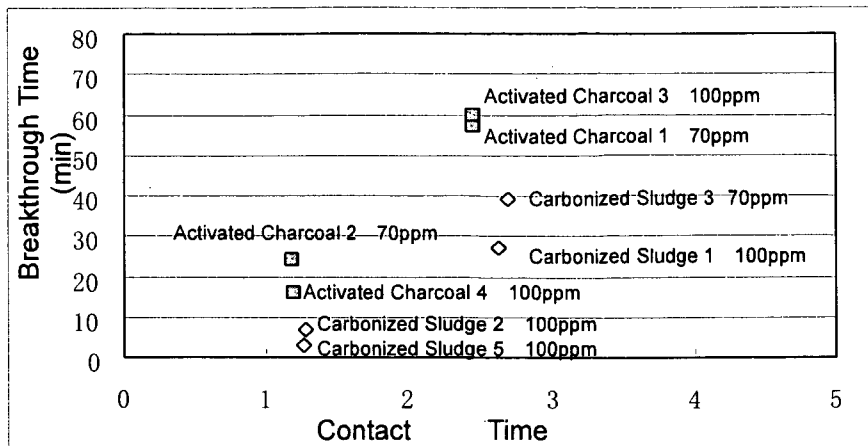 80
70
60
50
40
30
20
10
0
Breakthrough Time
(min)
Activated Charcoal 3 100ppm
Activated Charcoal 1 70ppm
Carbonized Sludge 3 70ppm
Activated Charcoal 2 70ppm
Carbonized Sludge 1 100ppm
Activated Charcoal 4 100ppm
Carbonized Sludge 2 100ppm
Carbonized Sludge 5 100ppm
0 1 2 3 4 5
Contact Time